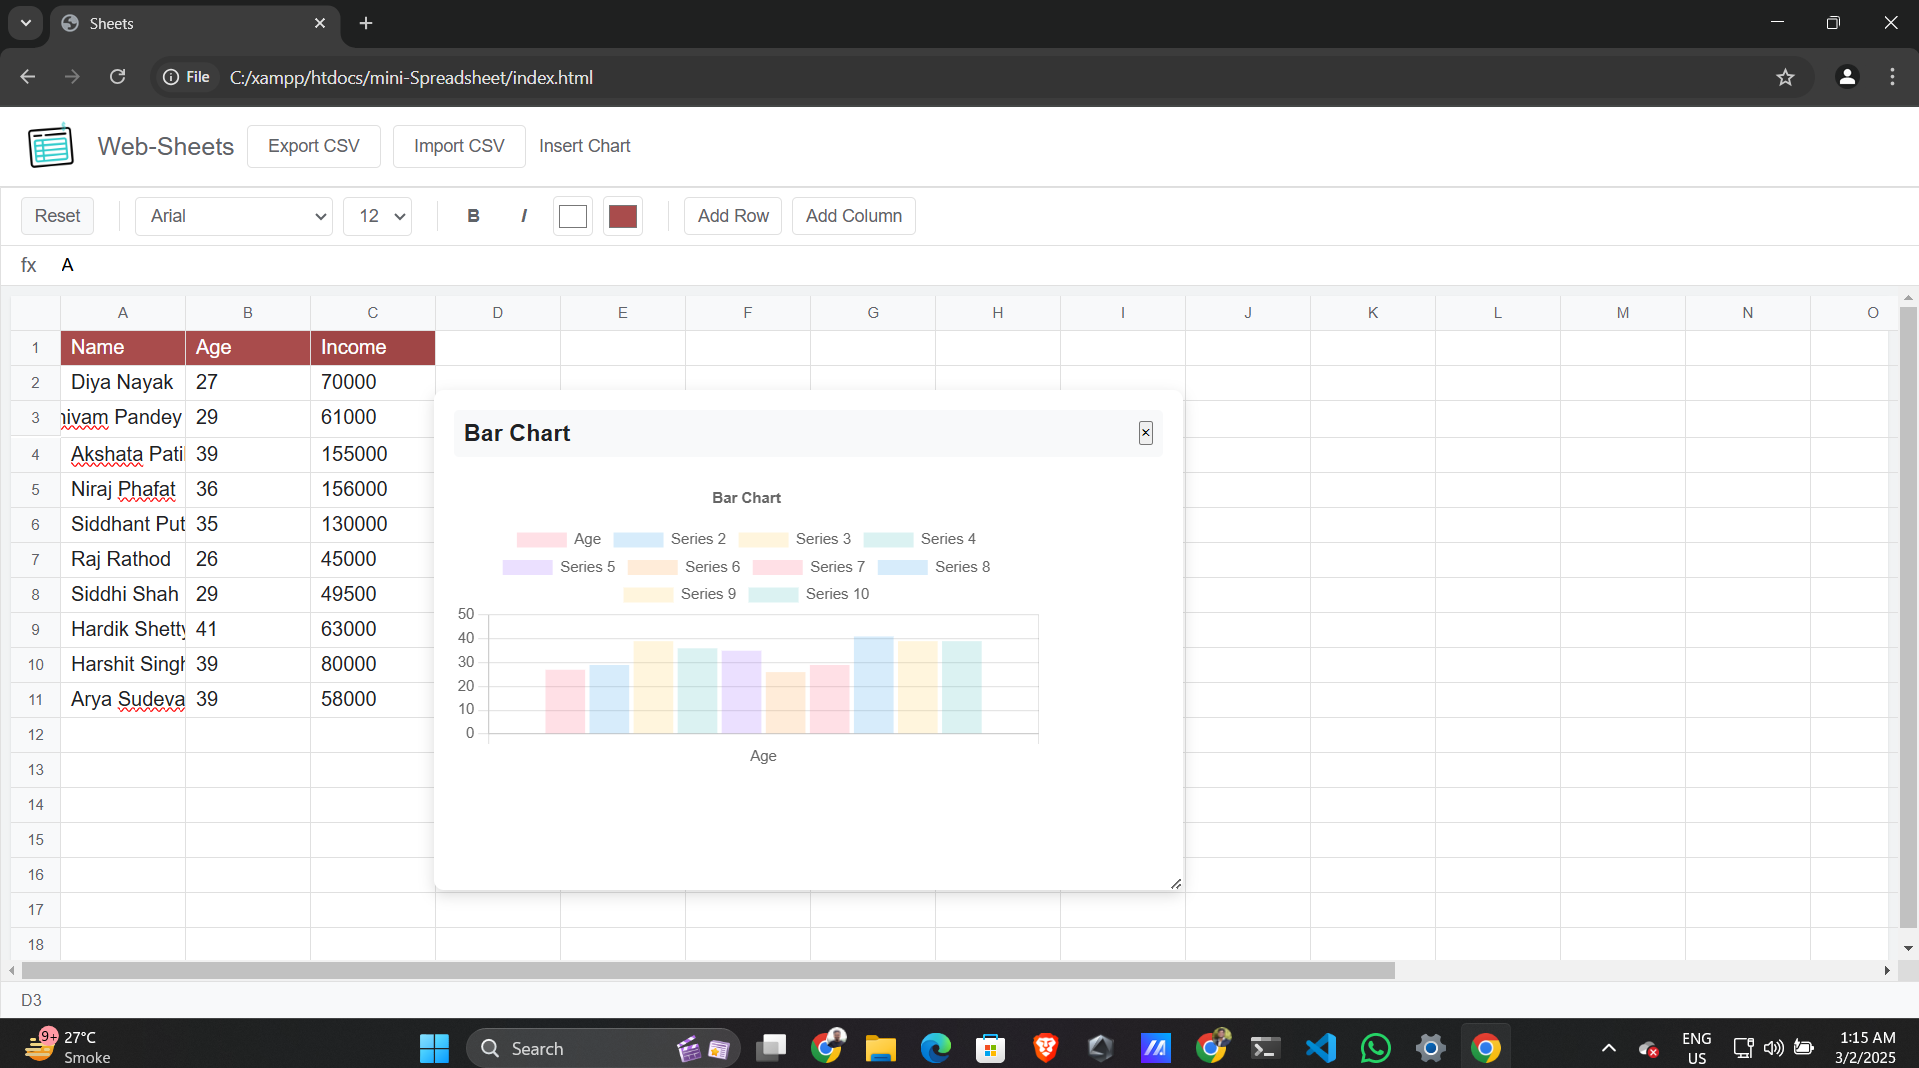 Sheets
File C:/xampp/htdocs/mini-Spreadsheet/index.html
Web-Sheets Export CSV Import CSV Insert Chart
Reset Arial 12 B I Add Row Add Column
fx A
A B C D E F G H I J K L M N O
1 Name Age Income
2 Diya Nayak 27 70000
3 hivam Pandey 29 61000
4 Akshata Patil 39 155000
5 Niraj Phafat 36 156000
6 Siddhant Put 35 130000
7 Raj Rathod 26 45000
8 Siddhi Shah 29 49500
9 Hardik Shetty 41 63000
10 Harshit Singh 39 80000
11 Arya Sudeva 39 58000
12
13
14
15
16
17
18
Bar Chart
Bar Chart
Age Series 2 Series 3 Series 4
Series 5 Series 6 Series 7 Series 8
Series 9 Series 10
50
40
30
20
10
0
Age
D3
9+ 27°C
Smoke
Search
ENG
US
1:15 AM
3/2/2025